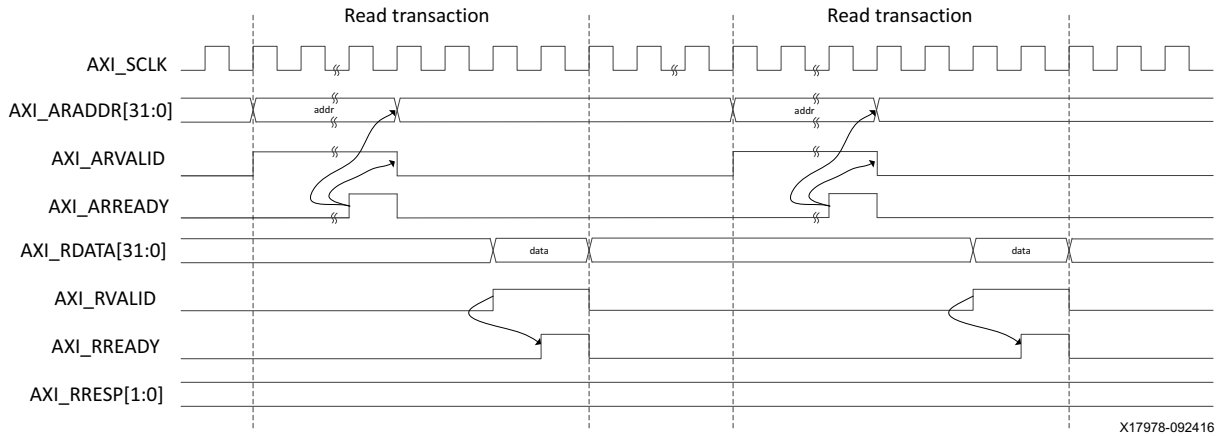 Read transaction Read transaction
AXI_SCLK
AXI_ARADDR[31:0] addr addr
AXI_ARVALID
AXI_ARREADY
AXI_RDATA[31:0] data data
AXI_RVALID
AXI_RREADY
AXI_RRESP[1:0]
X17978-092416